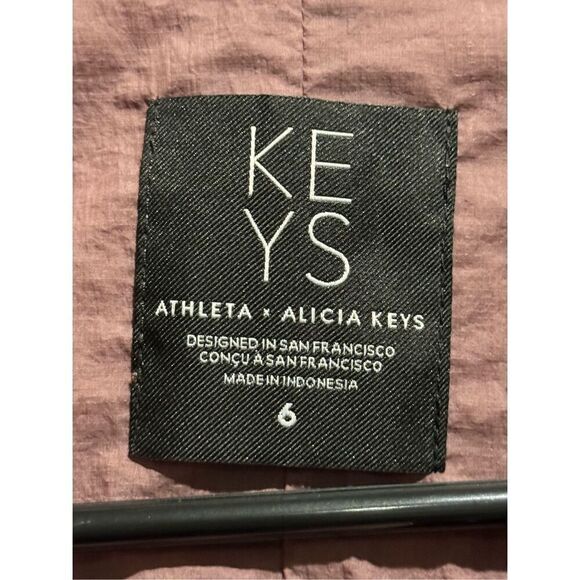 KE
YS
ATHLETA × ALICIA KEYS
DESIGNED IN SAN FRANCISCO
CONÇU À SAN FRANCISCO
MADE IN INDONESIA
6